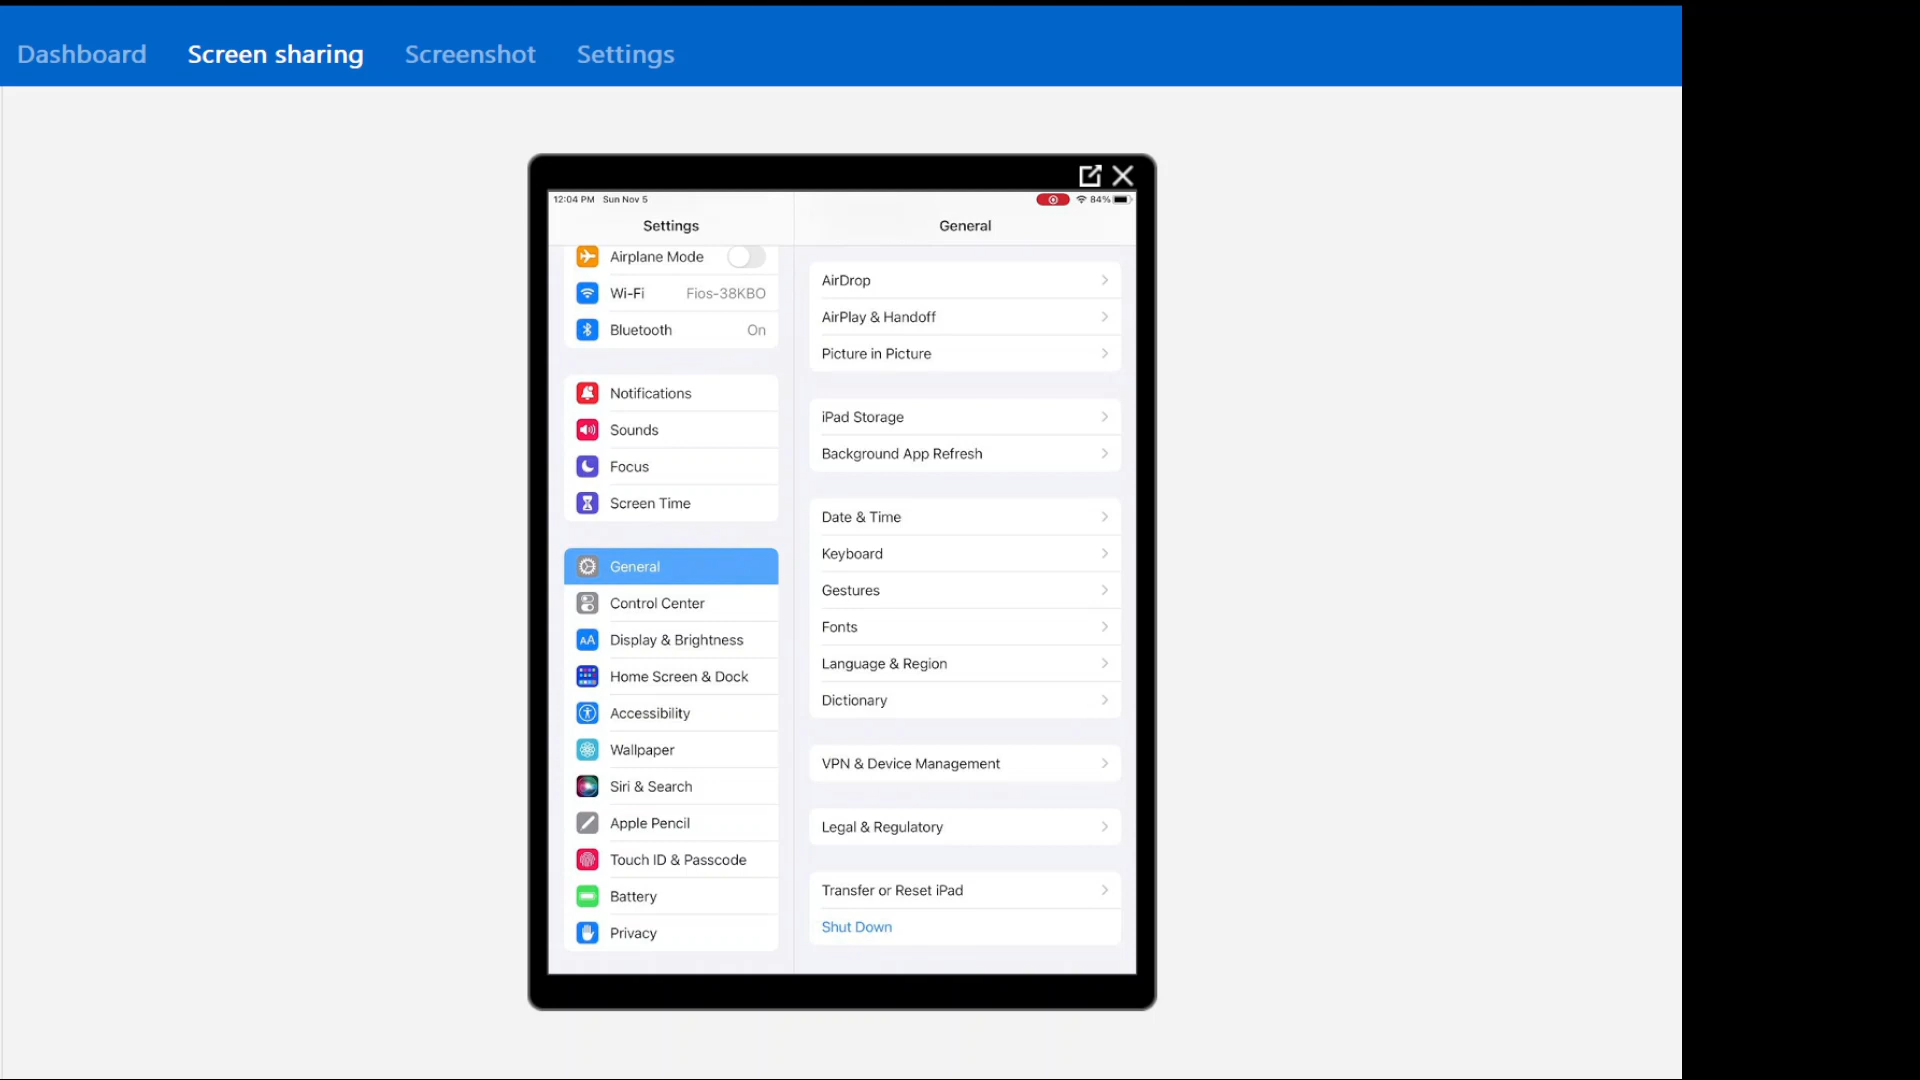 Dashboard Screen sharing Screenshot Settings
12:04 PM Sun Nov 5 84%
Settings
Airplane Mode
Wi-Fi Fios-38KBO
Bluetooth On
Notifications
Sounds
Focus
Screen Time
General
Control Center
Display & Brightness
Home Screen & Dock
Accessibility
Wallpaper
Siri & Search
Apple Pencil
Touch ID & Passcode
Battery
Privacy
General
AirDrop
AirPlay & Handoff
Picture in Picture
iPad Storage
Background App Refresh
Date & Time
Keyboard
Gestures
Fonts
Language & Region
Dictionary
VPN & Device Management
Legal & Regulatory
Transfer or Reset iPad
Shut Down